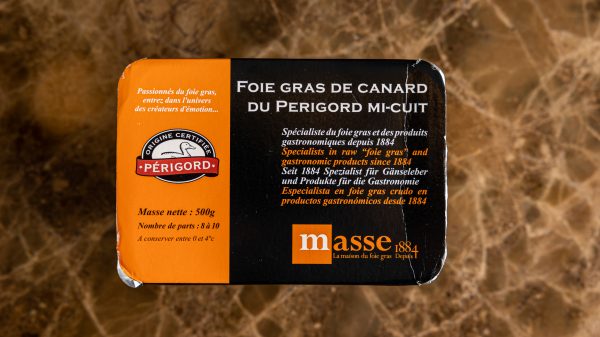 Passionnés du foie gras,
entrez dans l'univers
des créateurs d'émotion...
ORIGINE CERTIFIÉE
PÉRIGORD
Masse nette : 500g
Nombre de parts : 8 à 10
A conserver entre 0 et 4°c
FOIE GRAS DE CANARD
DU PERIGORD MI-CUIT
Spécialiste du foie gras et des produits
gastronomiques depuis 1884
Specialists in raw "foie gras" and
gastronomic products since 1884
Seit 1884 Spezialist für Gänseleber
und Produkte für die Gastronomie
Especialista en foie gras crudo en
productos gastronómicos desde 1884
masse
La maison du foie gras
1884
Depuis